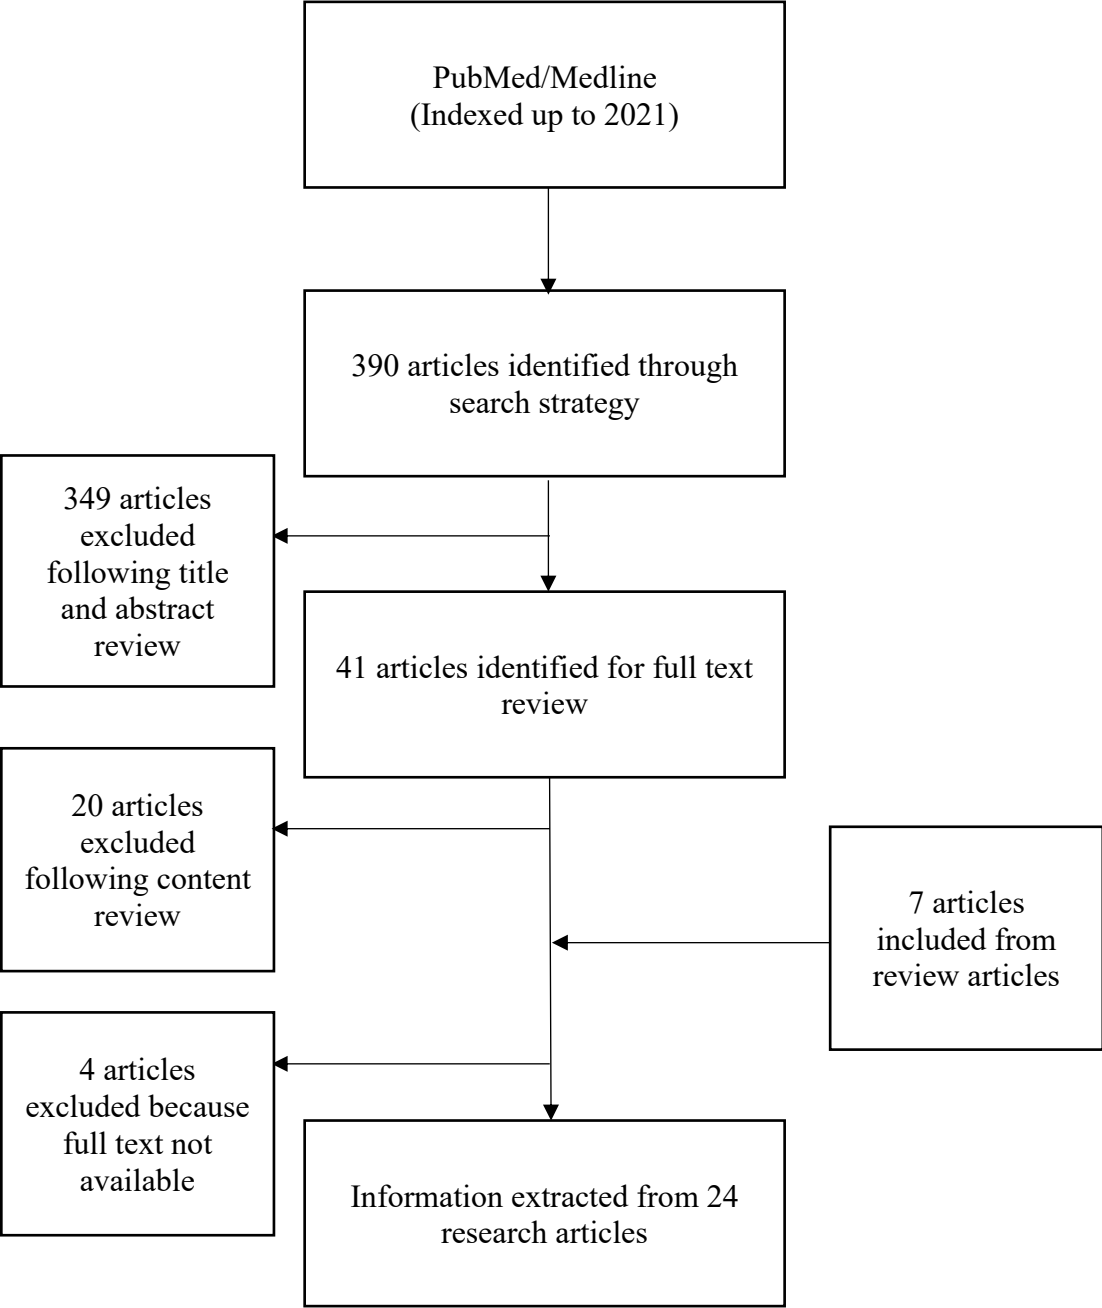 PubMed/Medline
(Indexed up to 2021)
390 articles identified through
search strategy
349 articles
excluded
following title
and abstract
review
41 articles identified for full text
review
20 articles
excluded
following content
review
7 articles
included from
review articles
4 articles
excluded because
full text not
available
Information extracted from 24
research articles